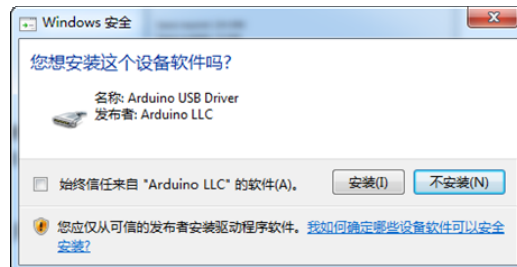 Windows 安全
您想安装这个设备软件吗?
名称: Arduino USB Driver
发布者: Arduino LLC
始终信任来自 "Arduino LLC" 的软件(A)。
安装(I)
不安装(N)
您应仅从可信的发布者安装驱动程序软件。我如何确定哪些设备软件可以安全
安装?